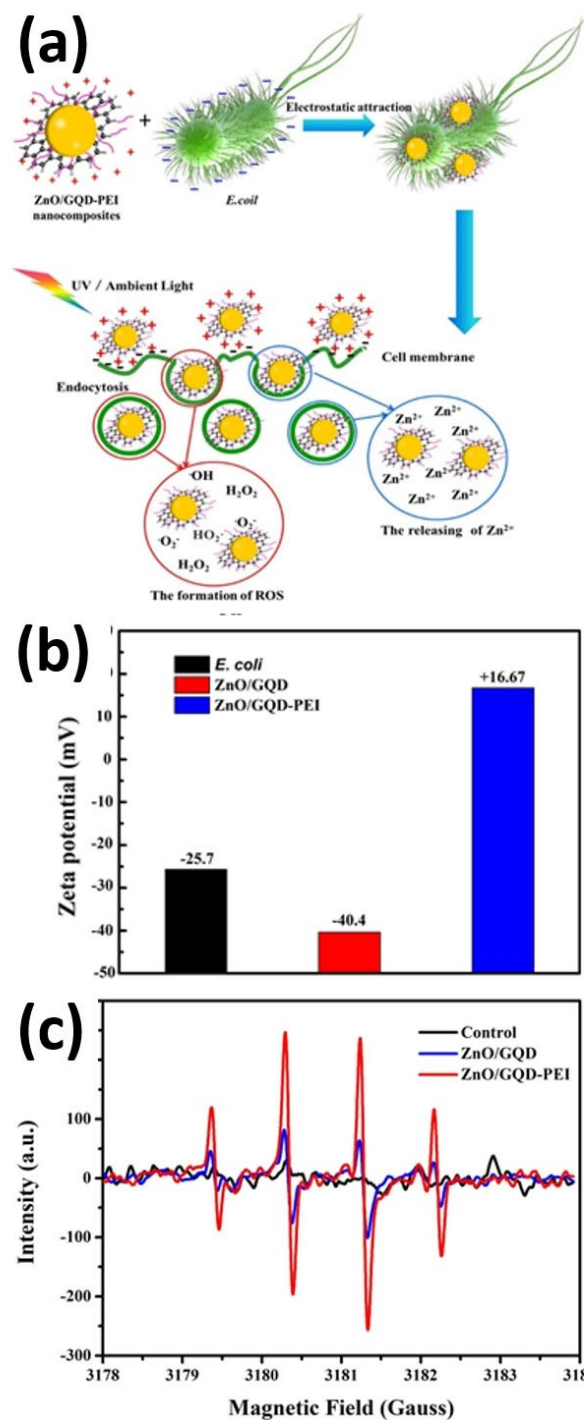 (a)
ZnO/GQD-PEI
nanocomposites
+
E.coil
Electrostatic attraction
UV / Ambient Light
Cell membrane
Endocytosis
·OH
H₂O₂
·O₂⁻
HO₂⁻
·O₂⁻
H₂O₂
The formation of ROS
Zn²⁺
Zn²⁺
Zn²⁺
Zn²⁺
Zn²
Zn²⁺
Zn²⁺
Zn²⁺
The releasing of Zn²⁺
(b)
E. coli
ZnO/GQD
ZnO/GQD-PEI
+16.67
-25.7
-40.4
10
0
-10
-20
-30
-40
-50
Zeta potential (mV)
(c)
Control
ZnO/GQD
ZnO/GQD-PEI
100
0
-100
-200
-300
Intensity (a.u.)
3178 3179 3180 3181 3182 3183 318
Magnetic Field (Gauss)